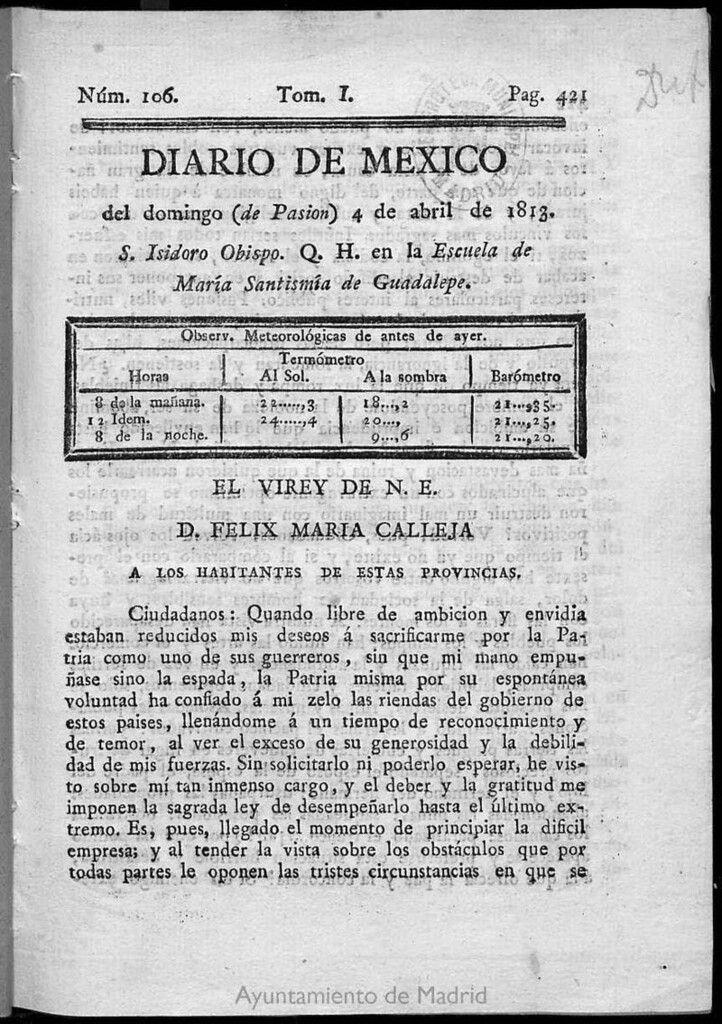 Núm. 106. Tom. I. Pag. 421
DIARIO DE MEXICO
del domingo (de Pasion) 4 de abril de 1813.
S. Isidoro Obispo. Q. H. en la Escuela de
María Santismía de Guadalepe.
Observ. Meteorológicas de antes de ayer.
Termómetro
Horas Al Sol. A la sombra Barómetro
8 de la mañana. 22.....,3 18...,2 21...,35.
12 Idem. 24.....,4 20..., 21...,25.
8 de la noche. 9...,6 21...,20.
EL VIREY DE N. E.
D. FELIX MARIA CALLEJA
A LOS HABITANTES DE ESTAS PROVINCIAS.
Ciudadanos: Quando libre de ambicion y envidia
estaban reducidos mis deseos á sacrificarme por la Pa-
tria como uno de sus guerreros, sin que mi mano empu-
ñase sino la espada, la Patria misma por su espontánea
voluntad ha confiado á mi zelo las riendas del gobierno de
estos paises, llenándome á un tiempo de reconocimiento y
de temor, al ver el exceso de su generosidad y la debili-
dad de mis fuerzas. Sin solicitarlo ni poderlo esperar, he vis-
to sobre mí tan inmenso cargo, y el deber y la gratitud me
imponen la sagrada ley de desempeñarlo hasta el último ex-
tremo. Es, pues, llegado el momento de principiar la dificil
empresa; y al tender la vista sobre los obstáculos que por
todas partes le oponen las tristes circunstancias en que se
Ayuntamiento de Madrid